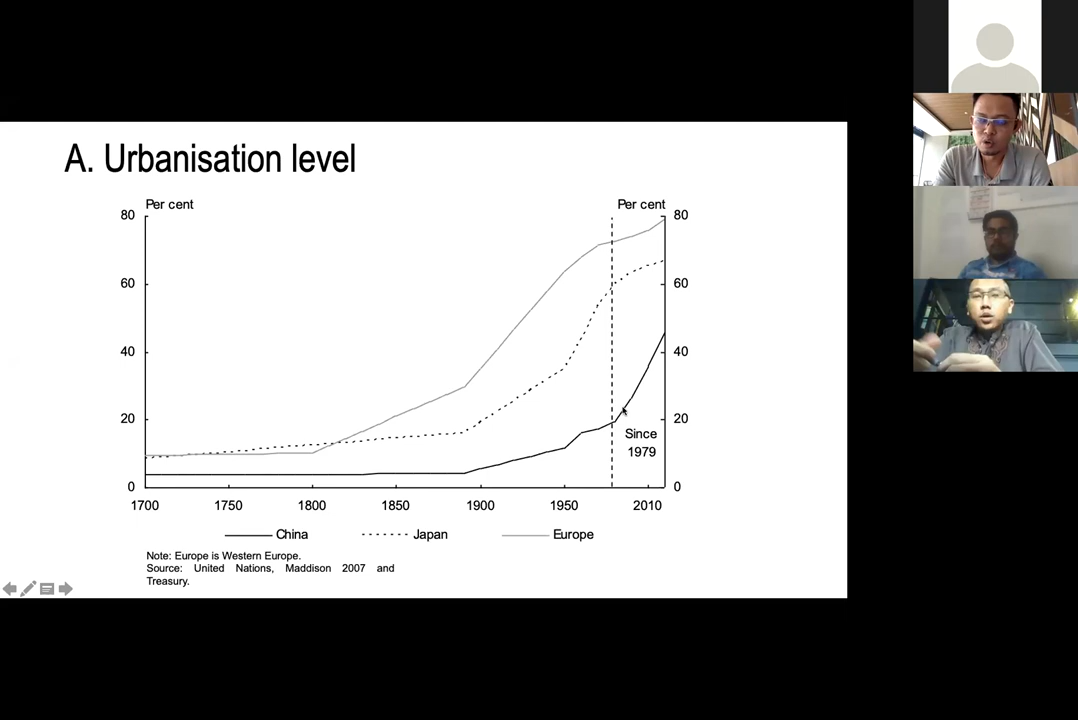 A. Urbanisation level
Per cent Per cent
80 80
60 60
40 40
20 20
Since
1979
0 0
1700 1750 1800 1850 1900 1950 2010
China Japan Europe
Note: Europe is Western Europe.
Source: United Nations, Maddison 2007 and
Treasury.